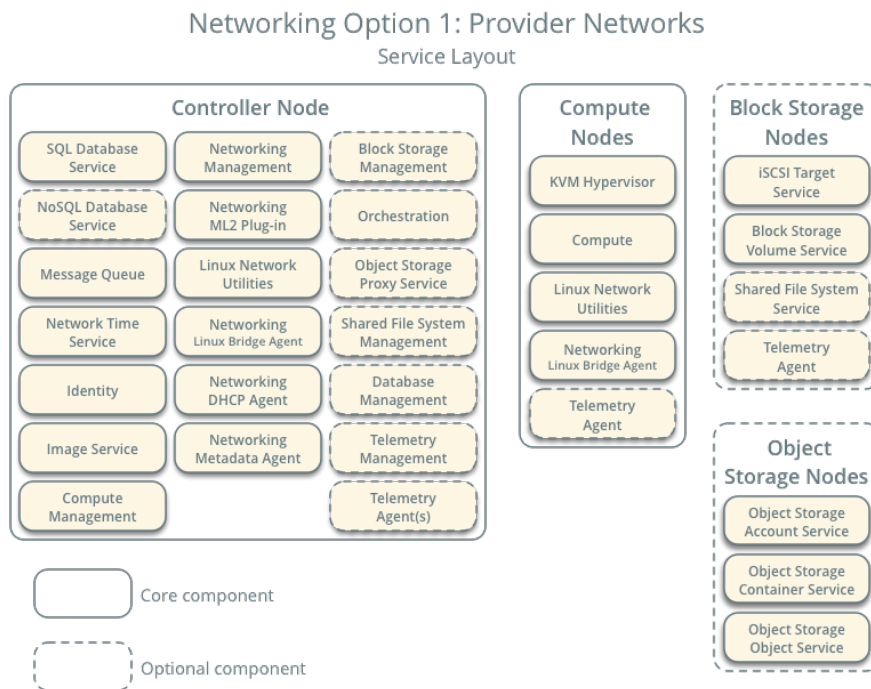 Networking Option 1: Provider Networks
Service Layout
Controller Node
SQL Database
Service
Networking
Management
Block Storage
Management
NoSQL Database
Service
Networking
ML2 Plug-in
Orchestration
Message Queue
Linux Network
Utilities
Object Storage
Proxy Service
Network Time
Service
Networking
Linux Bridge Agent
Shared File System
Management
Identity
Networking
DHCP Agent
Database
Management
Image Service
Networking
Metadata Agent
Telemetry
Management
Compute
Management
Telemetry
Agent(s)
Compute
Nodes
KVM Hypervisor
Compute
Linux Network
Utilities
Networking
Linux Bridge Agent
Telemetry
Agent
Block Storage
Nodes
iSCSI Target
Service
Block Storage
Volume Service
Shared File System
Service
Telemetry
Agent
Object
Storage Nodes
Object Storage
Account Service
Object Storage
Container Service
Object Storage
Object Service
Core component
Optional component